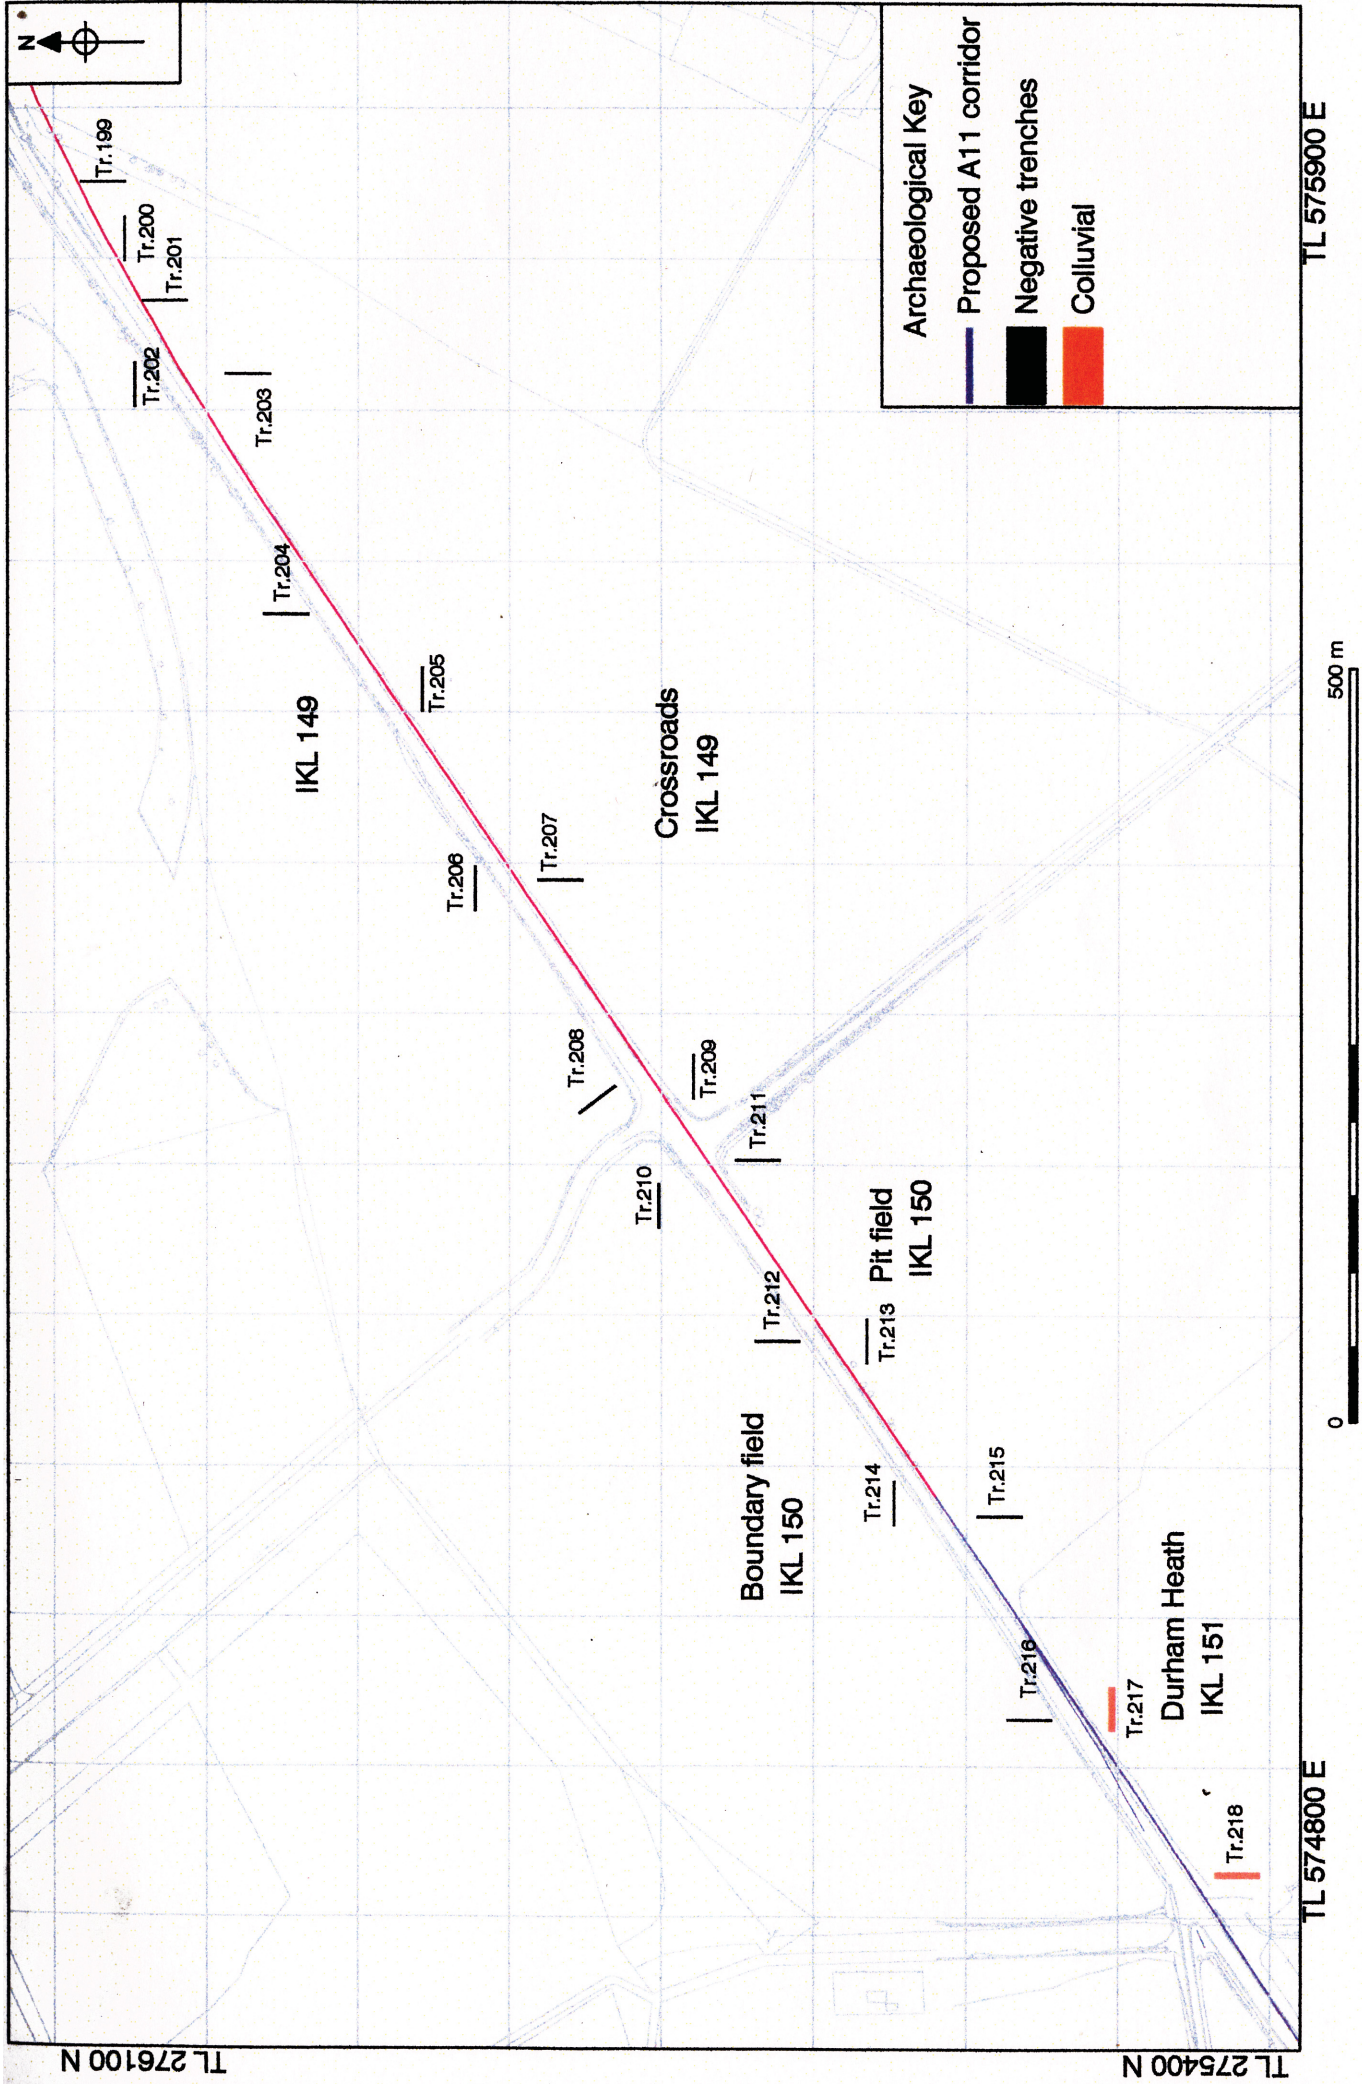 N
Tr.199
Tr.200
Tr.201
Tr.202
Tr.203
Tr.204
IKL 149
Tr.205
Crossroads
IKL 149
Tr.206
Tr.207
Tr.208
Tr.209
Tr.210
Tr.211
Tr.212
Pit field
IKL 150
Tr.213
Boundary field
IKL 150
Tr.214
Tr.215
Tr.216
Tr.217
Durham Heath
IKL 151
Tr.218
Archaeological Key
Proposed A11 corridor
Negative trenches
Colluvial
TL 276100 N
TL 275400 N
TL 574800 E
TL 575900 E
0
500 m